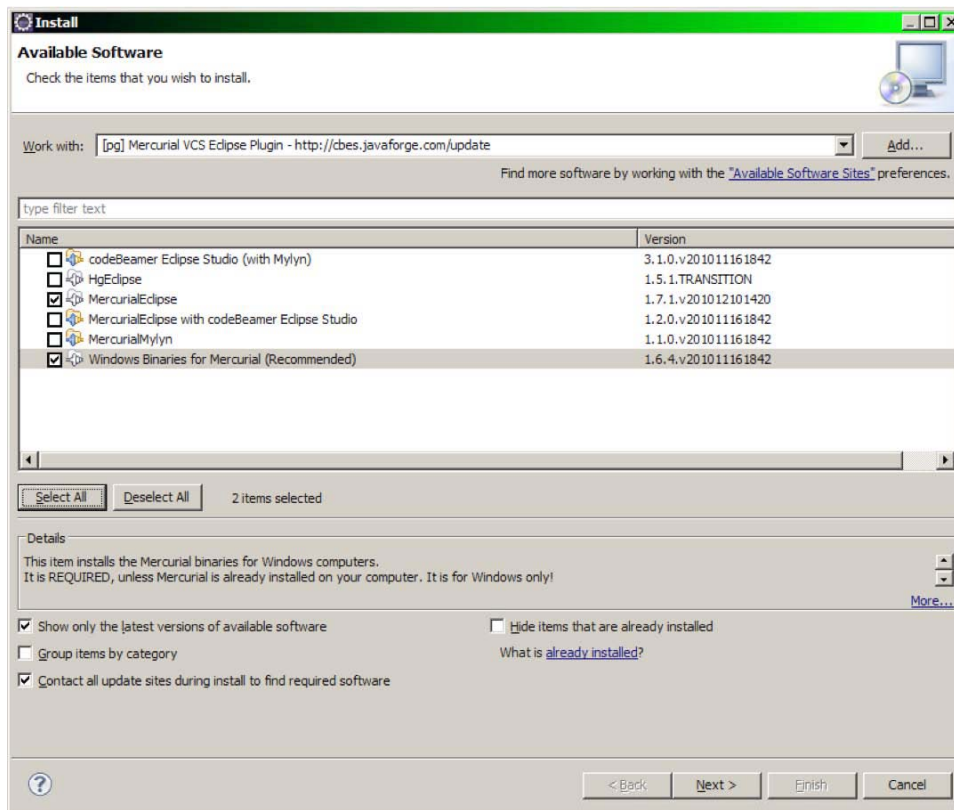 Install
Available Software
Check the items that you wish to install.
Work with: [pg] Mercurial VCS Eclipse Plugin - http://cbes.javaforge.com/update Add...
Find more software by working with the "Available Software Sites" preferences.
type filter text
Name Version
codeBeamer Eclipse Studio (with Mylyn) 3.1.0.v201011161842
HgEclipse 1.5.1.TRANSITION
MercurialEclipse 1.7.1.v201012101420
MercurialEclipse with codeBeamer Eclipse Studio 1.2.0.v201011161842
MercurialMylyn 1.1.0.v201011161842
Windows Binaries for Mercurial (Recommended) 1.6.4.v201011161842
Select All Deselect All 2 items selected
Details
This item installs the Mercurial binaries for Windows computers.
It is REQUIRED, unless Mercurial is already installed on your computer. It is for Windows only!
More...
Show only the latest versions of available software Hide items that are already installed
Group items by category What is already installed?
Contact all update sites during install to find required software
? < Back Next > Finish Cancel